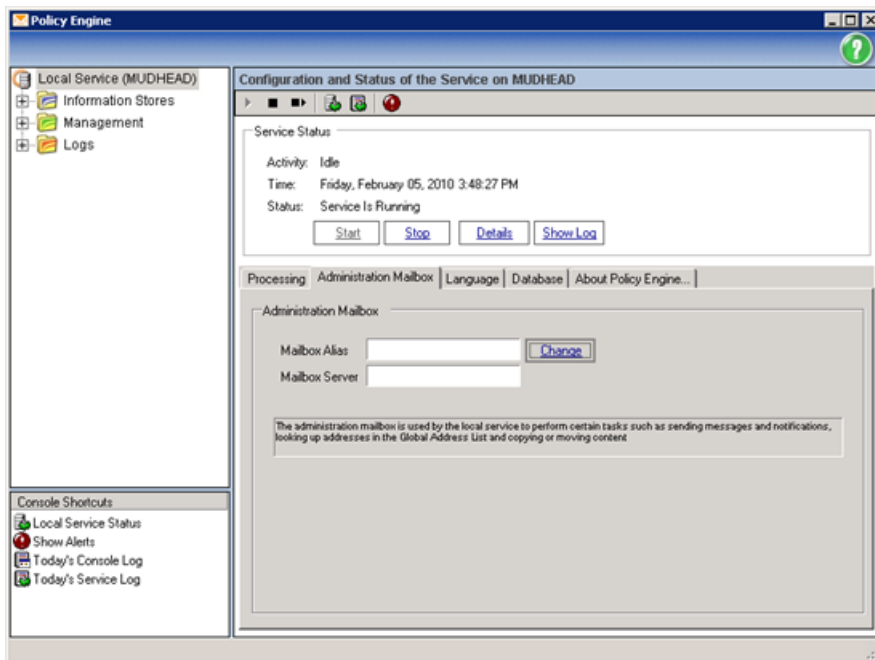 Policy Engine
Local Service (MUDHEAD)
Information Stores
Management
Logs
Configuration and Status of the Service on MUDHEAD
Service Status
Activity: Idle
Time: Friday, February 05, 2010 3:48:27 PM
Status: Service Is Running
Start Stop Details Show Log
Processing Administration Mailbox Language Database About Policy Engine...
Administration Mailbox
Mailbox Alias Change
Mailbox Server
The administration mailbox is used by the local service to perform certain tasks such as sending messages and notifications,
looking up addresses in the Global Address List and copying or moving content
Console Shortcuts
Local Service Status
Show Alerts
Today's Console Log
Today's Service Log